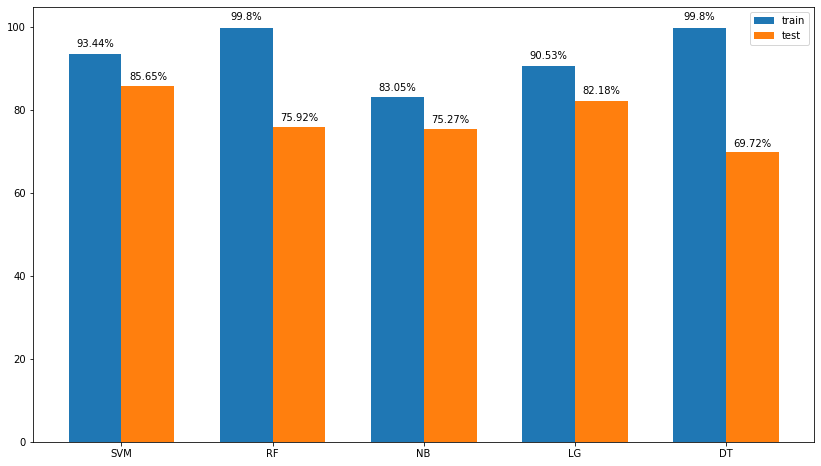 99.8%
99.8%
train
test
93.44%
90.53%
85.65%
83.05%
82.18%
75.92%
75.27%
69.72%
100
80
60
40
20
0
SVM
RF
NB
LG
DT